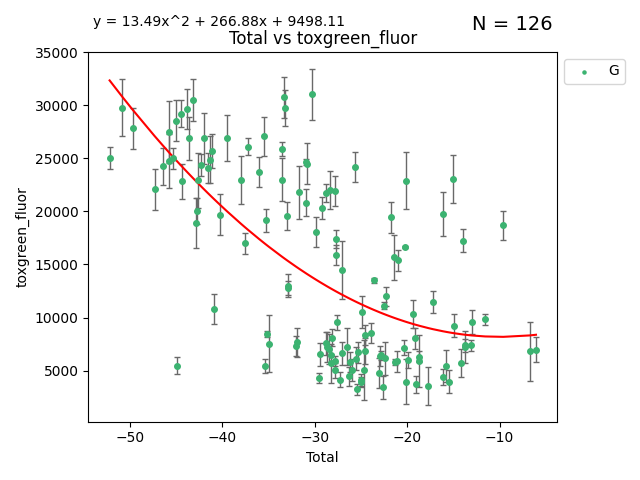 y = 13.49x^2 + 266.88x + 9498.11
N = 126
Total vs toxgreen_fluor
G
35000
30000
25000
20000
15000
10000
5000
toxgreen_fluor
−50 −40 −30 −20 −10
Total